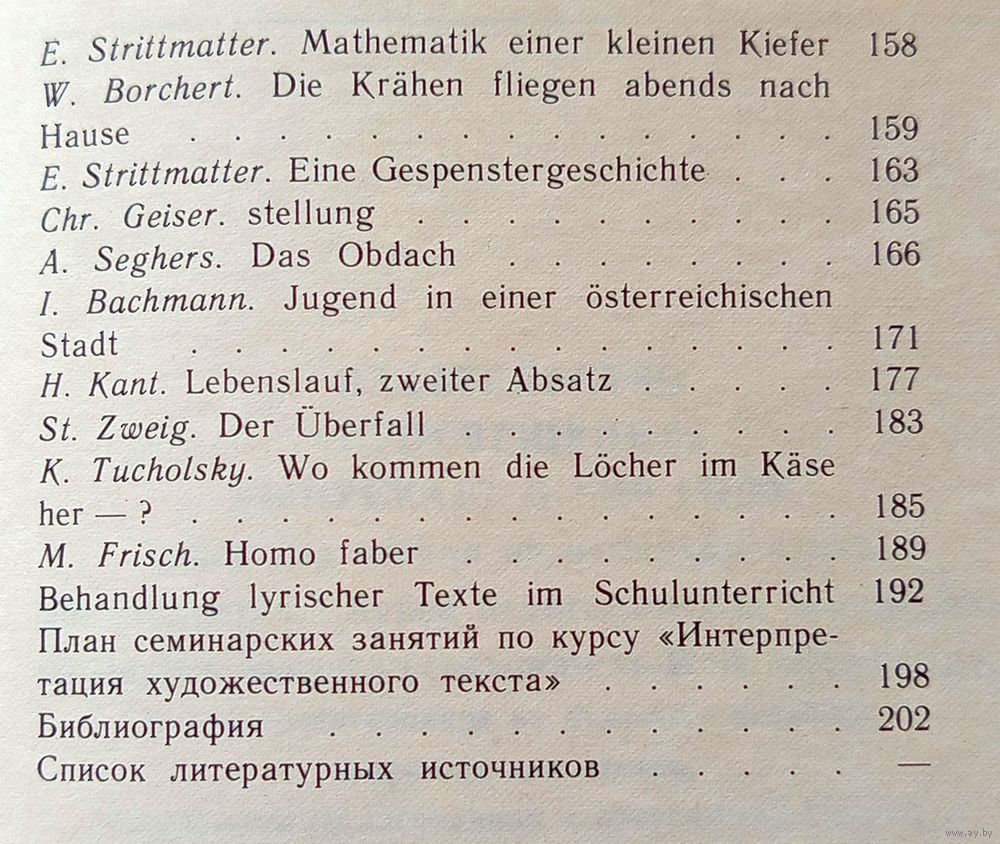 E. Strittmatter. Mathematik einer kleinen Kiefer 158
W. Borchert. Die Krähen fliegen abends nach
Hause . . . . . . . . . . . . . . . 159
E. Strittmatter. Eine Gespenstergeschichte . . . 163
Chr. Geiser. stellung . . . . . . . . . . 165
A. Seghers. Das Obdach . . . . . . . . 166
I. Bachmann. Jugend in einer österreichischen
Stadt . . . . . . . . . . . . . . . 171
H. Kant. Lebenslauf, zweiter Absatz . . . . . 177
St. Zweig. Der Überfall . . . . . . . . . 183
K. Tucholsky. Wo kommen die Löcher im Käse
her — ? . . . . . . . . . . . . . . . 185
M. Frisch. Homo faber . . . . . . . . . 189
Behandlung lyrischer Texte im Schulunterricht 192
План семинарских занятий по курсу «Интерпре-
тация художественного текста» . . . . . . 198
Библиография . . . . . . . . . . . . 202
Список литературных источников . . . . . —
www.ay.by